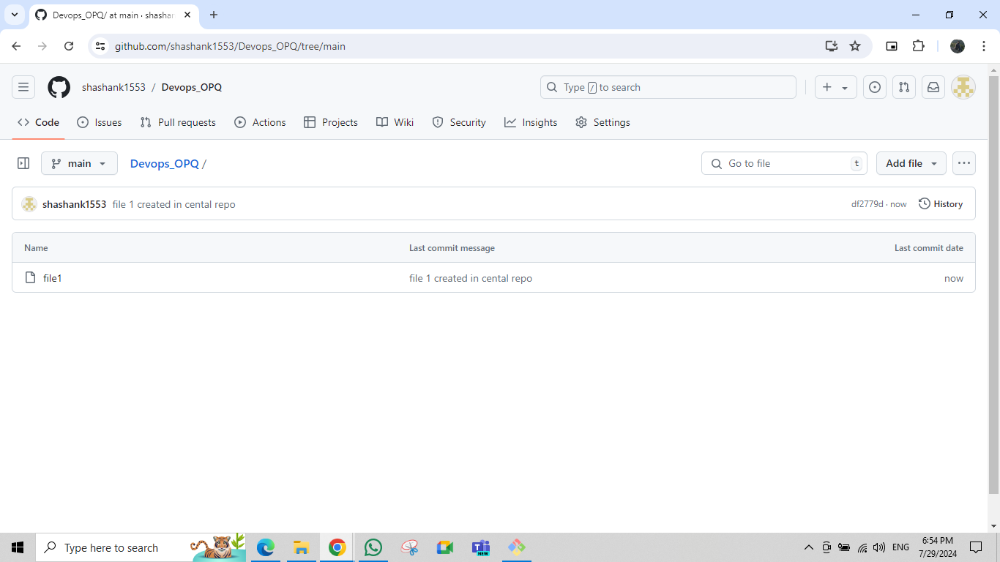 Devops_OPQ/ at main · shashan
github.com/shashank1553/Devops_OPQ/tree/main
shashank1553 / Devops_OPQ
Type / to search
Code Issues Pull requests Actions Projects Wiki Security Insights Settings
main Devops_OPQ / Go to file t Add file
shashank1553 file 1 created in cental repo df2779d · now History
Name Last commit message Last commit date
file1 file 1 created in cental repo now
Type here to search
NEW
ENG
6:54 PM
7/29/2024